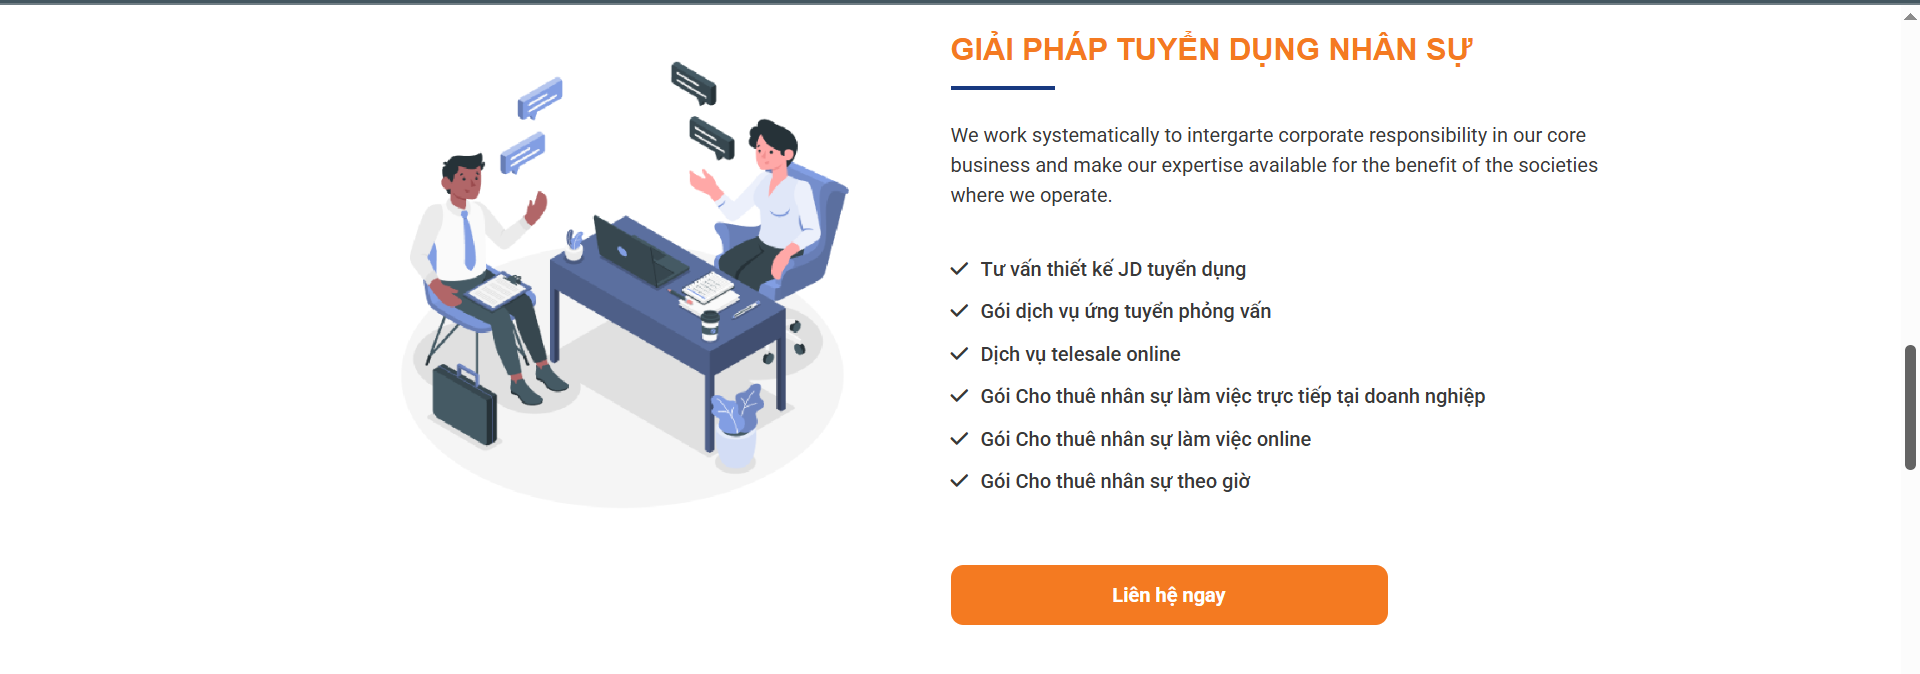 GIẢI PHÁP TUYỂN DỤNG NHÂN SỰ
We work systematically to intergarte corporate responsibility in our core
business and make our expertise available for the benefit of the societies
where we operate.
Tư vấn thiết kế JD tuyển dụng
Gói dịch vụ ứng tuyển phỏng vấn
Dịch vụ telesale online
Gói Cho thuê nhân sự làm việc trực tiếp tại doanh nghiệp
Gói Cho thuê nhân sự làm việc online
Gói Cho thuê nhân sự theo giờ
Liên hệ ngay